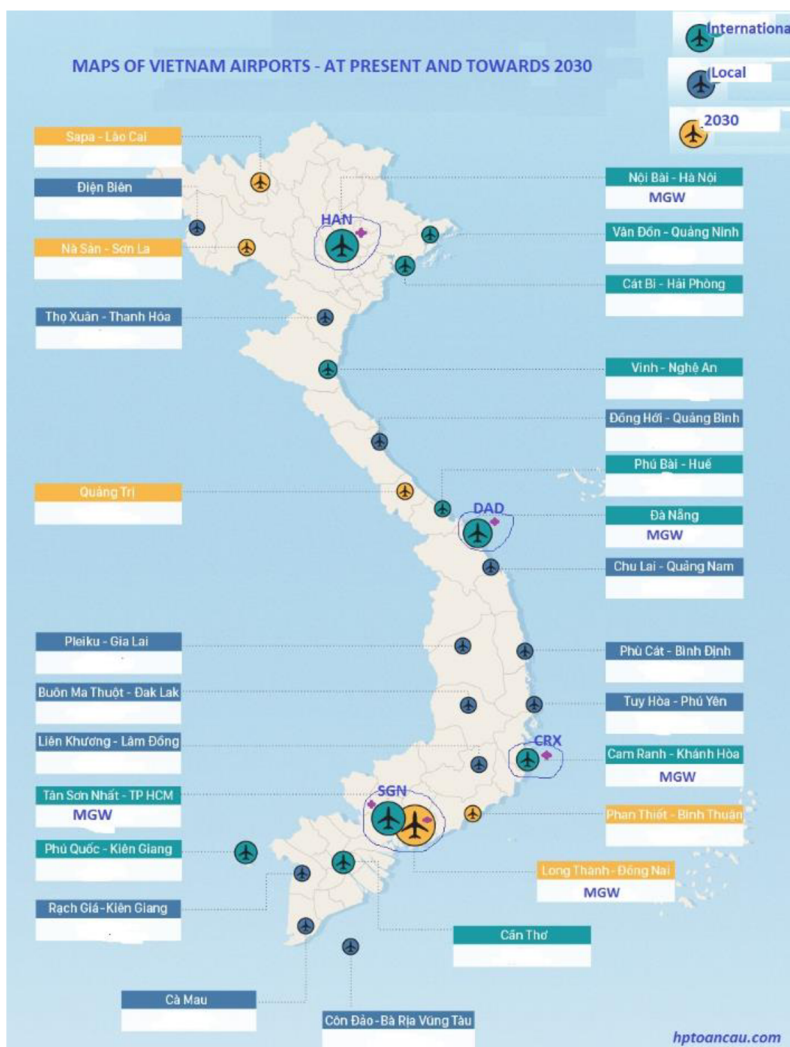 MAPS OF VIETNAM AIRPORTS - AT PRESENT AND TOWARDS 2030
Internationa
Local
2030
Sapa - Lào Cai
Điện Biên
Nà Sản - Sơn La
Thọ Xuân - Thanh Hóa
Quảng Trị
Pleiku - Gia Lai
Buôn Ma Thuột - Đak Lak
Liên Khương - Lâm Đồng
Tân Sơn Nhất - TP HCM
MGW
Phú Quốc - Kiên Giang
Rạch Giá-Kiên Giang
Cà Mau
Côn Đảo-Bà Rịa Vũng Tàu
HAN
DAD
CRX
SGN
Nội Bài - Hà Nội
MGW
Vân Đồn - Quảng Ninh
Cát Bi - Hải Phòng
Vinh - Nghệ An
Đồng Hới - Quảng Bình
Phú Bài - Huế
Đà Nẵng
MGW
Chu Lai - Quảng Nam
Phù Cát - Bình Định
Tuy Hòa - Phú Yên
Cam Ranh - Khánh Hòa
MGW
Phan Thiết - Bình Thuận
Long Thành - Đồng Nai
MGW
Cần Thơ
hptoancau.com